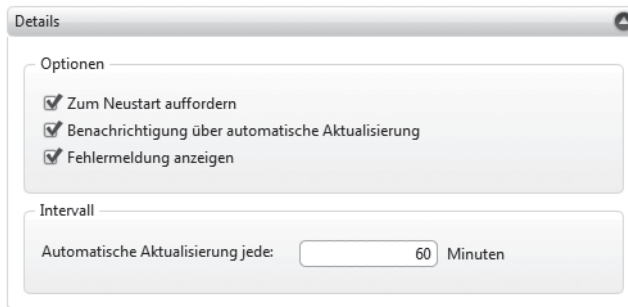 Details
Optionen
Zum Neustart auffordern
Benachrichtigung über automatische Aktualisierung
Fehlermeldung anzeigen
Intervall
Automatische Aktualisierung jede: 60 Minuten